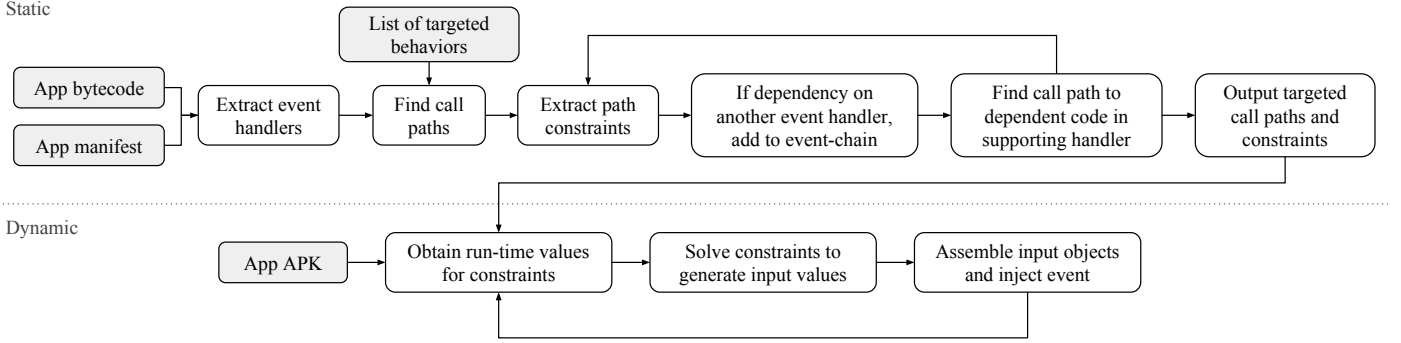 Static
List of targeted
behaviors
App bytecode
App manifest
Extract event
handlers
Find call
paths
Extract path
constraints
If dependency on
another event handler,
add to event-chain
Find call path to
dependent code in
supporting handler
Output targeted
call paths and
constraints
Dynamic
App APK
Obtain run-time values
for constraints
Solve constraints to
generate input values
Assemble input objects
and inject event